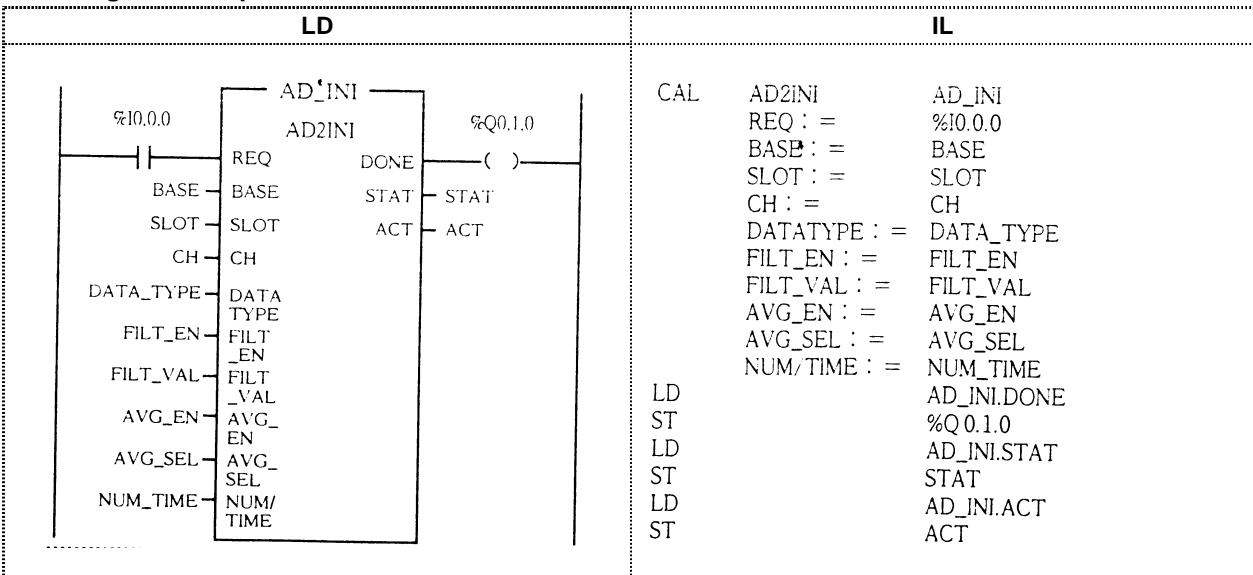 LD
IL
AD_INI
AD2INI
%I0.0.0
%Q0.1.0
REQ
DONE
BASE
BASE
STAT
STAT
SLOT
SLOT
ACT
ACT
CH
CH
DATA_TYPE
DATA
TYPE
FILT_EN
FILT
_EN
FILT_VAL
FILT
_VAL
AVG_EN
AVG_
EN
AVG_SEL
AVG_
SEL
NUM_TIME
NUM/
TIME
CAL AD2INI AD_INI
REQ : = %I0.0.0
BASE : = BASE
SLOT : = SLOT
CH : = CH
DATATYPE : = DATA_TYPE
FILT_EN : = FILT_EN
FILT_VAL : = FILT_VAL
AVG_EN : = AVG_EN
AVG_SEL : = AVG_SEL
NUM/TIME : = NUM_TIME
LD AD_INI.DONE
ST %Q 0.1.0
LD AD_INI.STAT
ST STAT
LD AD_INI.ACT
ST ACT